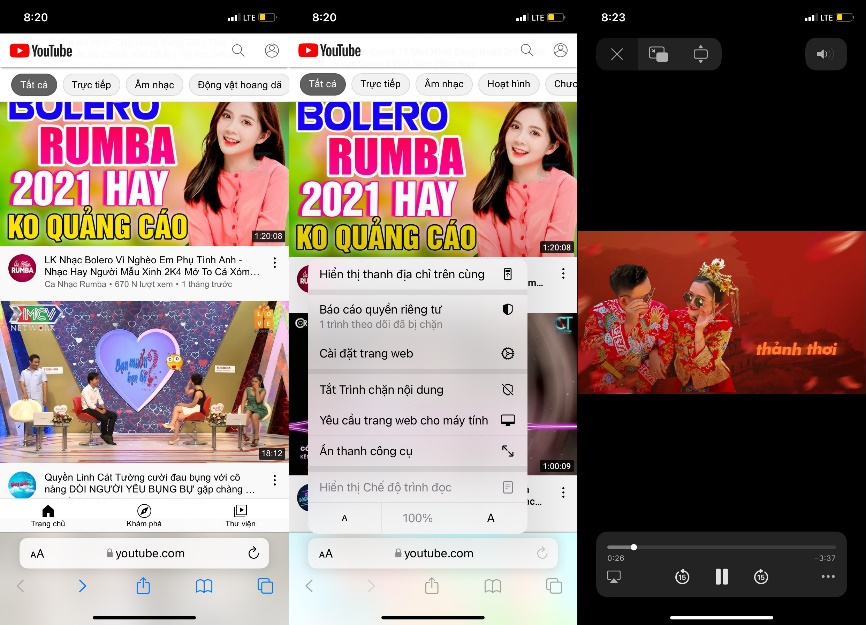 8:20
LTE
YouTube
Tất cả
Trực tiếp
Âm nhạc
Động vật hoang dã
BOLERO
RUMBA
2021 HAY
KO QUẢNG CÁO
1:20:08
RUMBA
LK Nhạc Bolero Vì Nghèo Em Phụ Tình Anh -
Nhạc Hay Người Mẫu Xinh 2K4 Mở To Cả Xóm...
Ca Nhạc Rumba • 670 N lượt xem • 1 tháng trước
MCV
NETWORK
Bạn muốn
hẹn hò?
18:12
Quyền Linh Cát Tường cười đau bụng với cô
nàng ĐÒI NGƯỜI YÊU BỤNG BỰ gặp chàng ...
Trang chủ
Khám phá
Thư viện
AA
youtube.com
8:20
LTE
YouTube
Tất cả
Trực tiếp
Âm nhạc
Hoạt hình
Chươ
BOLERO
RUMBA
2021 HAY
KO QUẢNG CÁO
1:20:08
Hiển thị thanh địa chỉ trên cùng
m...
Báo cáo quyền riêng tư
1 trình theo dõi đã bị chặn
Cài đặt trang web
Tắt Trình chặn nội dung
Yêu cầu trang web cho máy tính
Ẩn thanh công cụ
1:00:09
Hiển thị Chế độ trình đọc
c...
A
100%
A
AA
youtube.com
8:23
LTE
thảnh thơi
0:26
-3:37
15
15